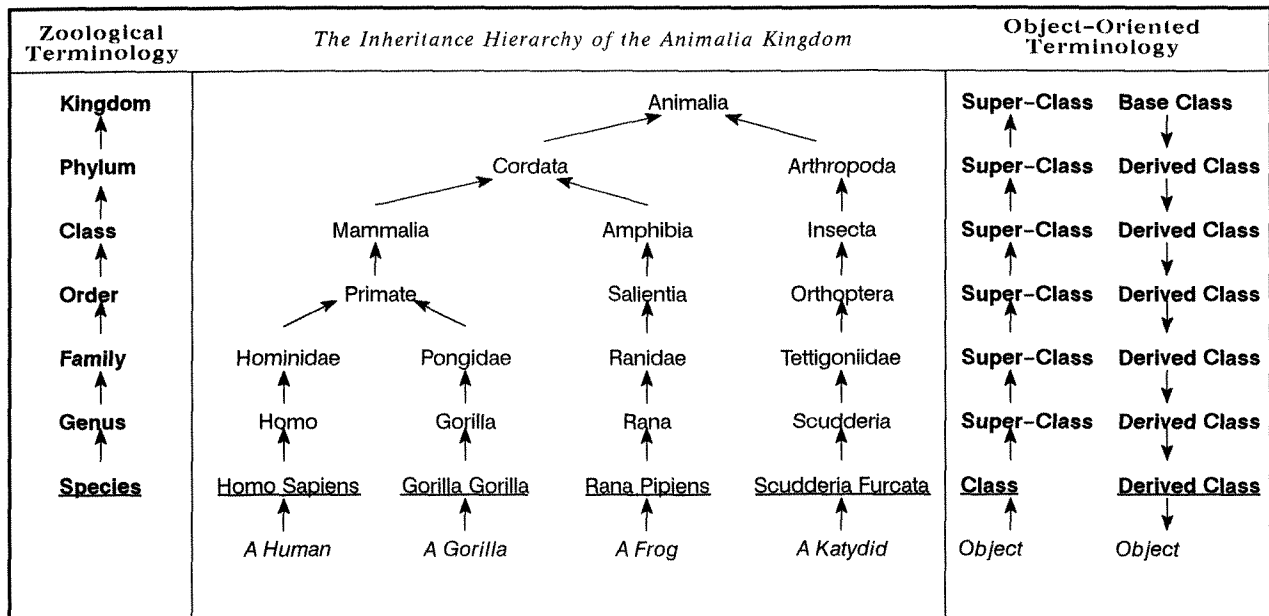 Zoological Terminology
The Inheritance Hierarchy of the Animalia Kingdom
Object-Oriented Terminology
Kingdom Animalia Super-Class Base Class
Phylum Cordata Arthropoda Super-Class Derived Class
Class Mammalia Amphibia Insecta Super-Class Derived Class
Order Primate Salientia Orthoptera Super-Class Derived Class
Family Hominidae Pongidae Ranidae Tettigoniidae Super-Class Derived Class
Genus Homo Gorilla Rana Scudderia Super-Class Derived Class
Species Homo Sapiens Gorilla Gorilla Rana Pipiens Scudderia Furcata Class Derived Class
A Human A Gorilla A Frog A Katydid Object Object